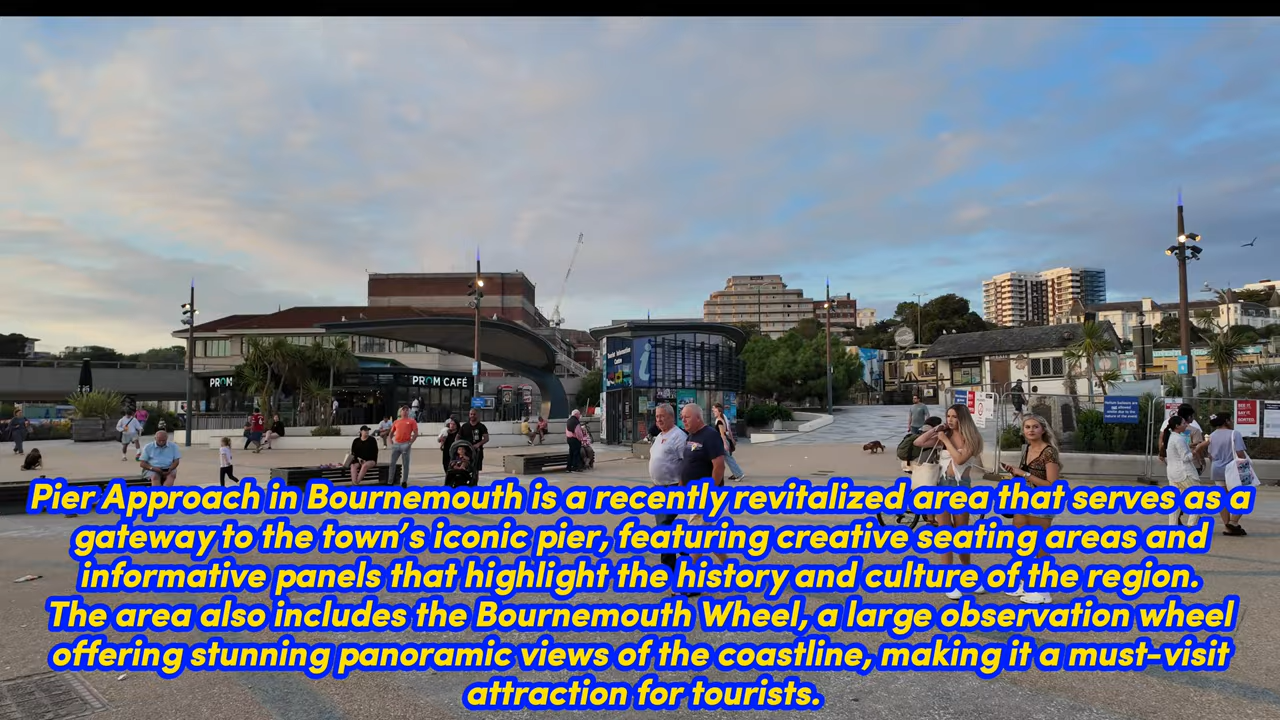 PROM
PROM CAFÉ
Tourist Information
i
Pier Approach in Bournemouth is a recently revitalized area that serves as a
gateway to the town's iconic pier, featuring creative seating areas and
informative panels that highlight the history and culture of the region.
The area also includes the Bournemouth Wheel, a large observation wheel
offering stunning panoramic views of the coastline, making it a must-visit
attraction for tourists.